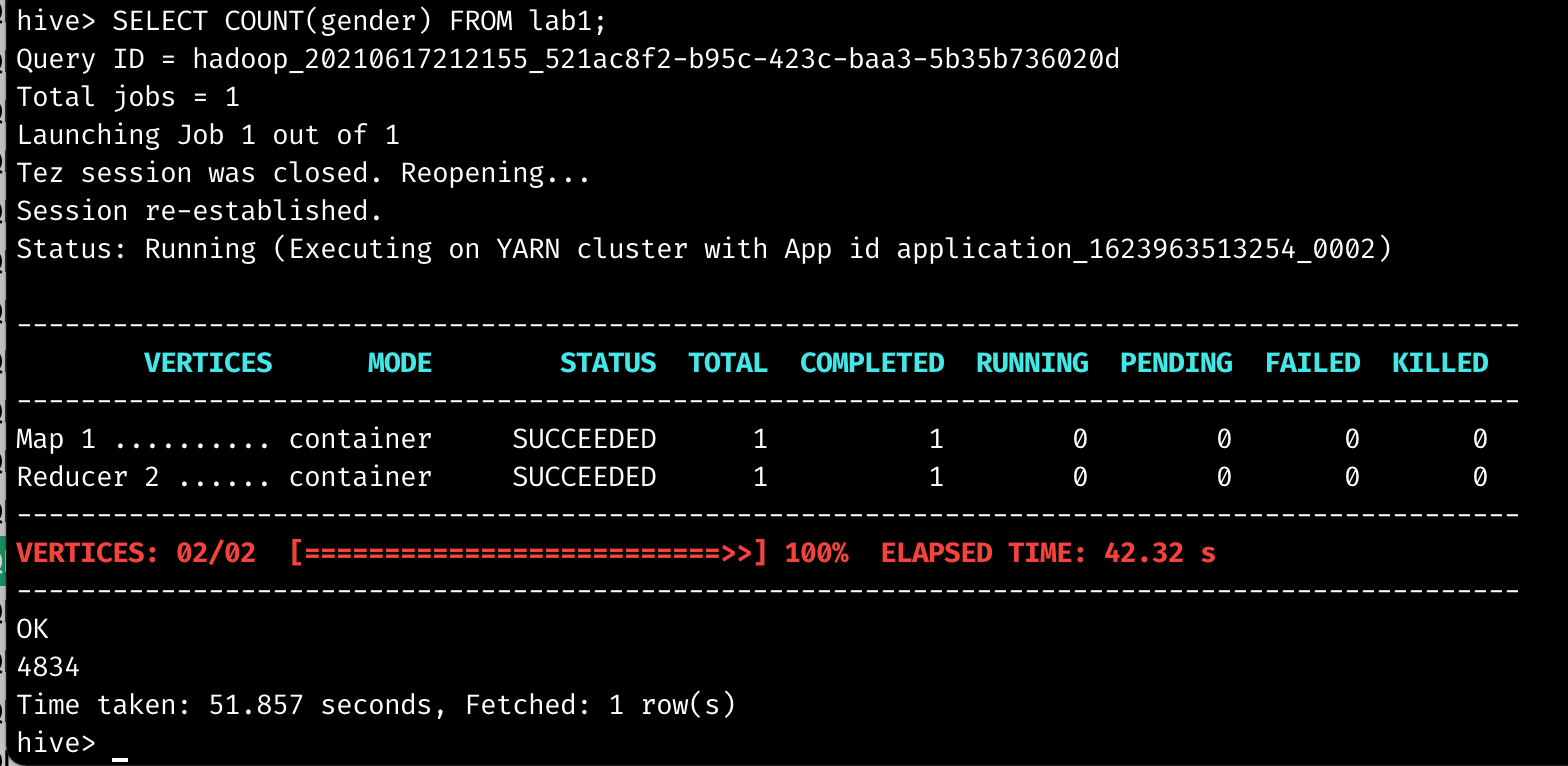 hive> SELECT COUNT(gender) FROM lab1;
Query ID = hadoop_20210617212155_521ac8f2-b95c-423c-baa3-5b35b736020d
Total jobs = 1
Launching Job 1 out of 1
Tez session was closed. Reopening...
Session re-established.
Status: Running (Executing on YARN cluster with App id application_1623963513254_0002)
----------------------------------------------------------------------------------------------
        VERTICES      MODE        STATUS  TOTAL  COMPLETED  RUNNING  PENDING  FAILED  KILLED
----------------------------------------------------------------------------------------------
Map 1 .......... container     SUCCEEDED      1          1        0        0       0       0
Reducer 2 ...... container     SUCCEEDED      1          1        0        0       0       0
----------------------------------------------------------------------------------------------
VERTICES: 02/02  [==========================>>] 100%  ELAPSED TIME: 42.32 s
----------------------------------------------------------------------------------------------
OK
4834
Time taken: 51.857 seconds, Fetched: 1 row(s)
hive> _